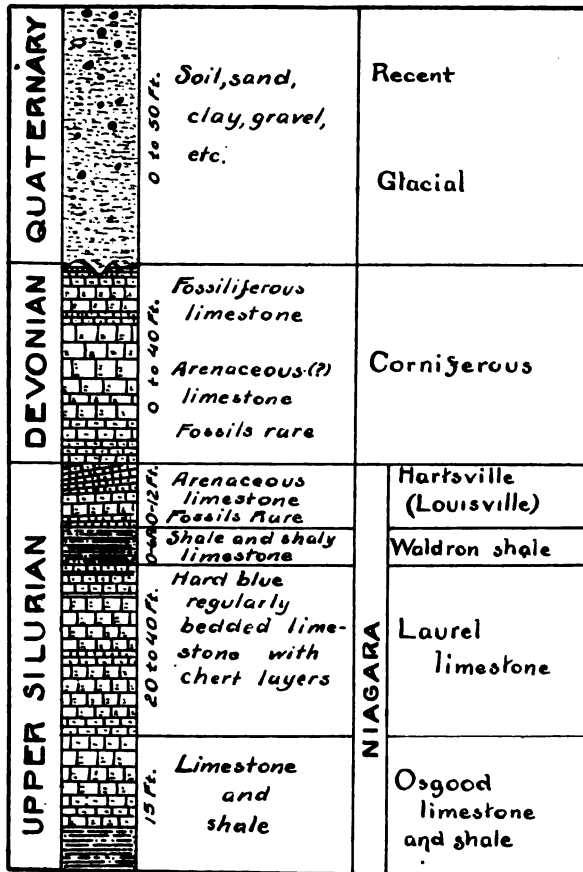 QUATERNARY
0 to 50 Ft.
Soil, sand,
clay, gravel,
etc.
Recent
Glacial
DEVONIAN
0 to 40 Ft.
Fossiliferous
limestone
Arenaceous (?)
limestone
Fossils rare
Corniferous
UPPER SILURIAN
0-12 Ft.
Arenaceous
limestone
Fossils Rare
NIAGARA
Hartsville
(Louisville)
Shale and shaly
limestone
Waldron shale
20 to 40 Ft.
Hard blue
regularly
bedded lime-
stone with
chert layers
Laurel
limestone
15 Ft.
Limestone
and
shale
Osgood
limestone
and shale